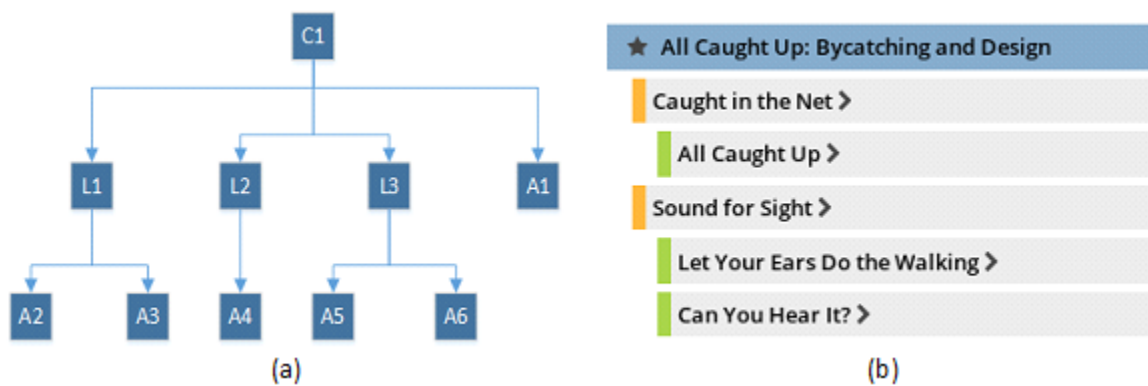 C1
L1 L2 L3 A1
A2 A3 A4 A5 A6
(a)
All Caught Up: Bycatching and Design
Caught in the Net
All Caught Up
Sound for Sight
Let Your Ears Do the Walking
Can You Hear It?
(b)